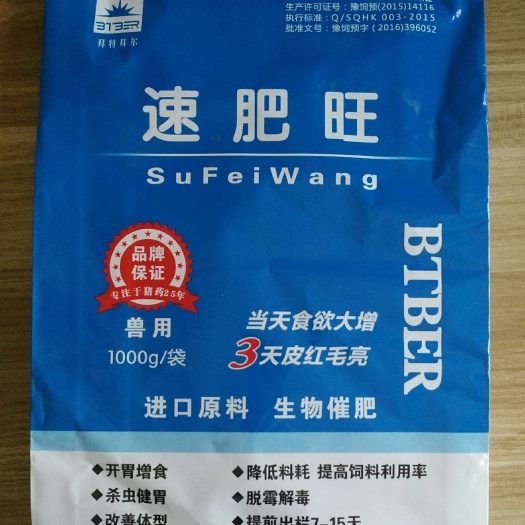 生产许可证号：豫饲预(2015)14116
执行标准：Q/SQHK 003-2015
批准文号：豫饲预字（2016)396052
BTBER
拜特拜尔
速肥旺
SuFeiWang
品牌
保证
专注于猪药25年
兽用
1000g/袋
当天食欲大增
3天皮红毛亮
BTBER
进口原料 生物催肥
◆开胃增食
◆杀虫健胃
◆改善体型
◆降低料耗 提高饲料利用率
◆脱霉解毒
◆提前出栏7-15天